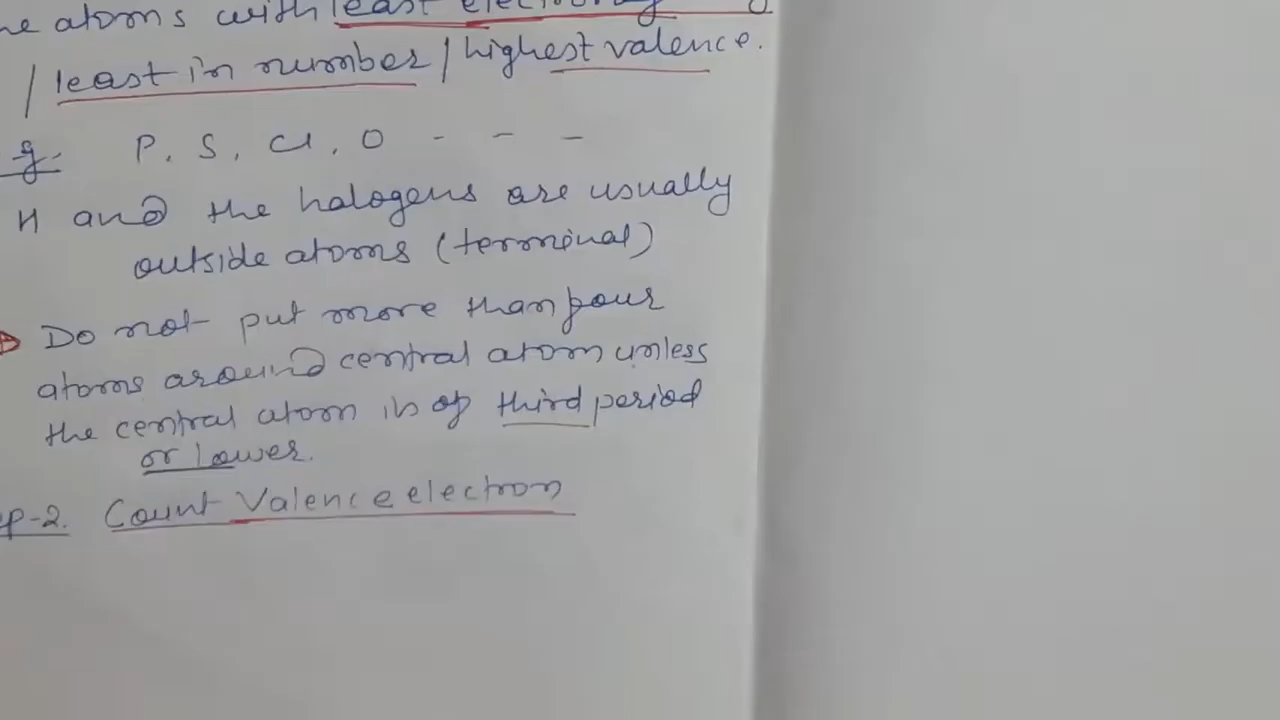 atoms with least
/ least in number / highest valence.
P, S, Cl, O - - -
H and the halogens are usually
outside atoms (terminal)
Do not put more than four
atoms around central atom unless
the central atom is of third period
or lower.
-2. Count Valence electron